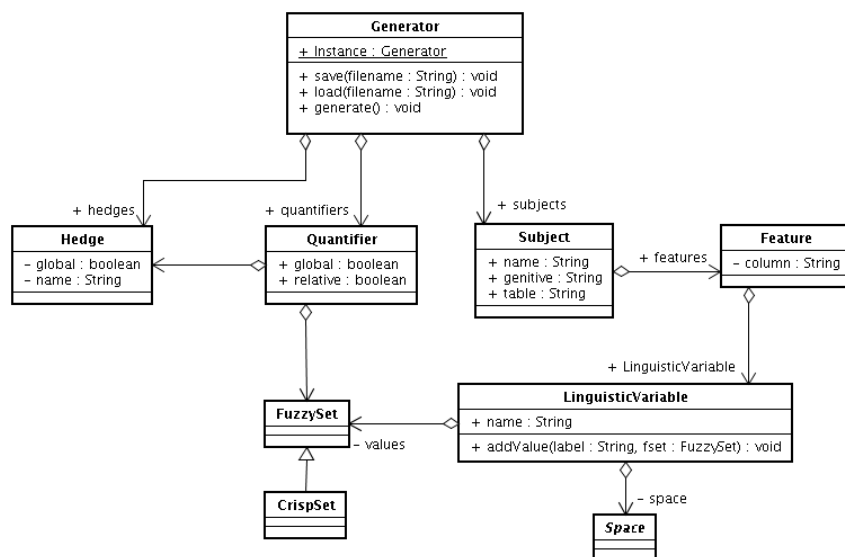 Generator
+ Instance : Generator
+ save(filename : String) : void
+ load(filename : String) : void
+ generate() : void
+ hedges
+ quantifiers
+ subjects
Hedge
– global : boolean
– name : String
Quantifier
+ global : boolean
+ relative : boolean
Subject
+ name : String
+ genitive : String
+ table : String
+ features
Feature
– column : String
+ LinguisticVariable
FuzzySet
– values
LinguisticVariable
+ name : String
+ addValue(label : String, fset : FuzzySet) : void
CrispSet
– space
Space